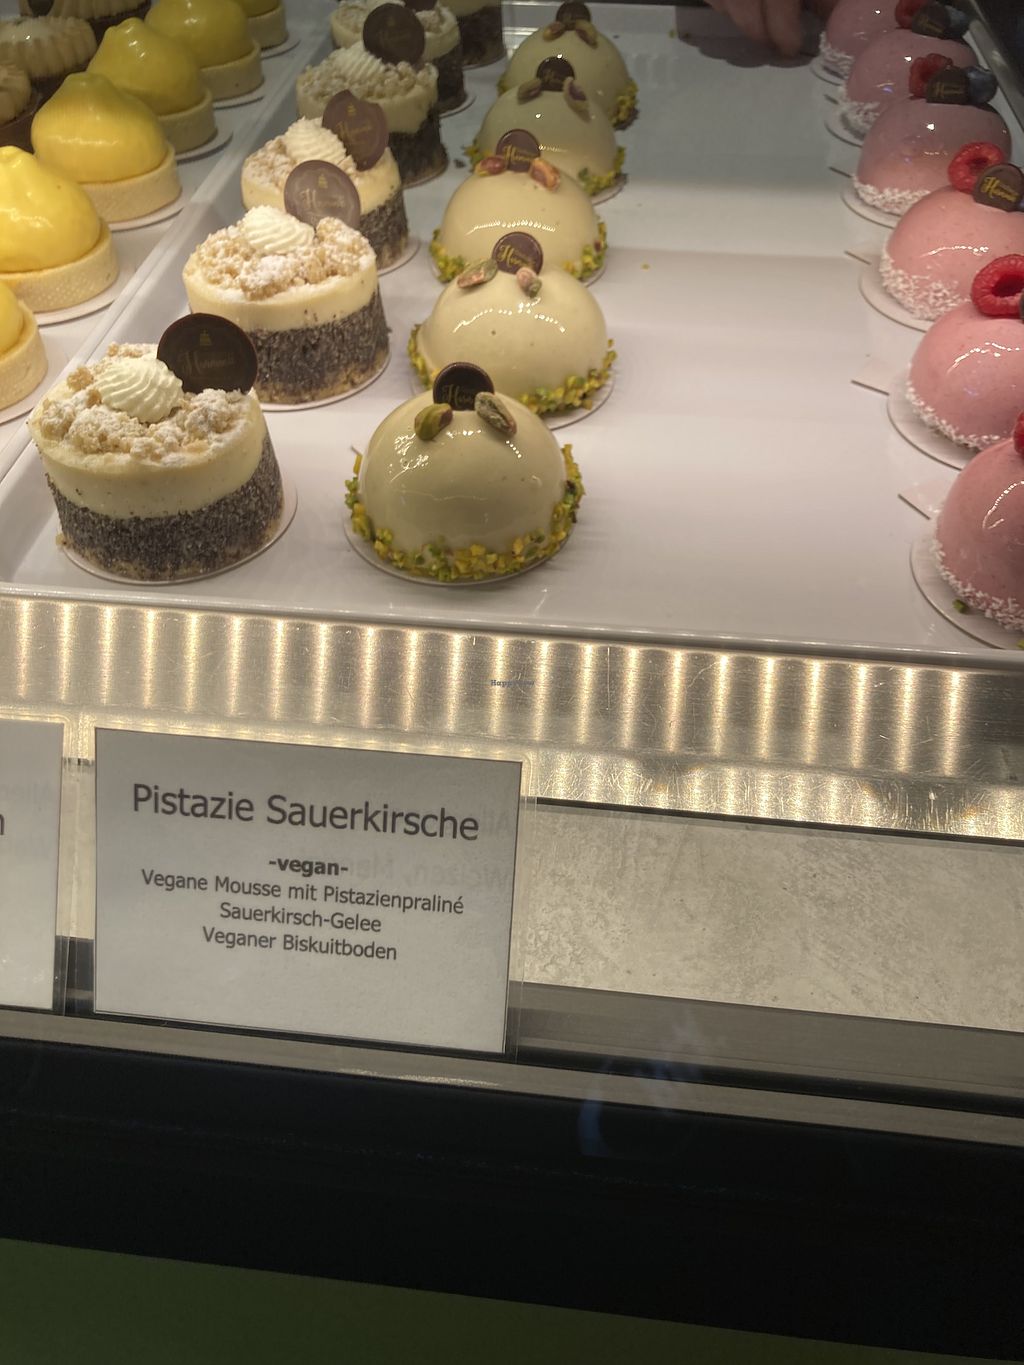 Pistazie Sauerkirsche
-vegan-
Vegane Mousse mit Pistazienpraliné
Sauerkirsch-Gelee
Veganer Biskuitboden